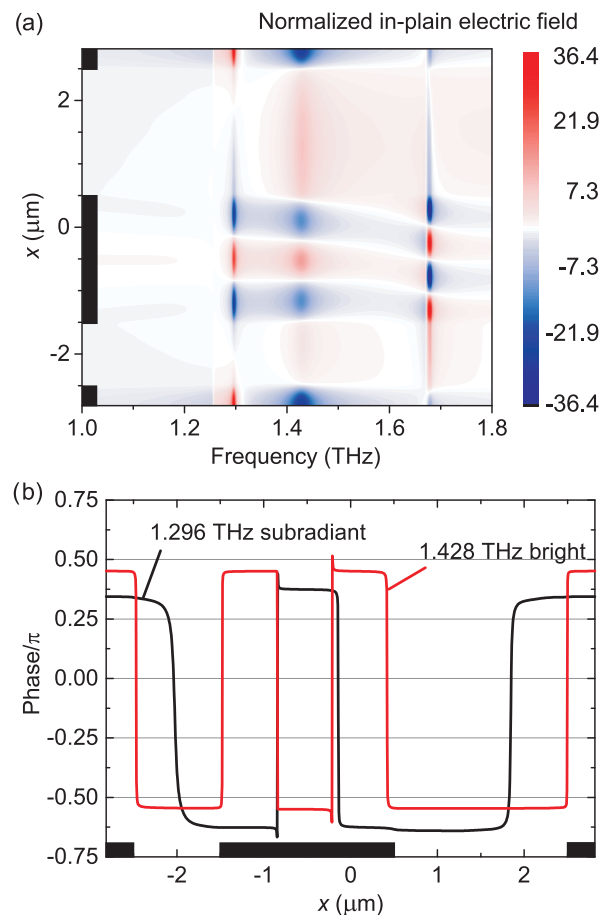 (a)
Normalized in-plain electric field
2
0
-2
x (μm)
1.0 1.2 1.4 1.6 1.8
Frequency (THz)
36.4
21.9
7.3
-7.3
-21.9
-36.4
(b)
0.75
0.50
0.25
0.00
-0.25
-0.50
-0.75
Phase/π
1.296 THz subradiant
1.428 THz bright
-2 -1 0 1 2
x (μm)